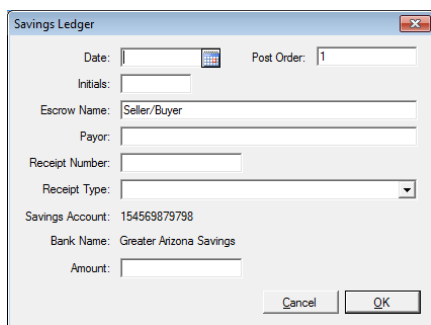 Savings Ledger
Date: Post Order: 1
Initials:
Escrow Name: Seller/Buyer
Payor:
Receipt Number:
Receipt Type:
Savings Account: 154569879798
Bank Name: Greater Arizona Savings
Amount:
Cancel OK